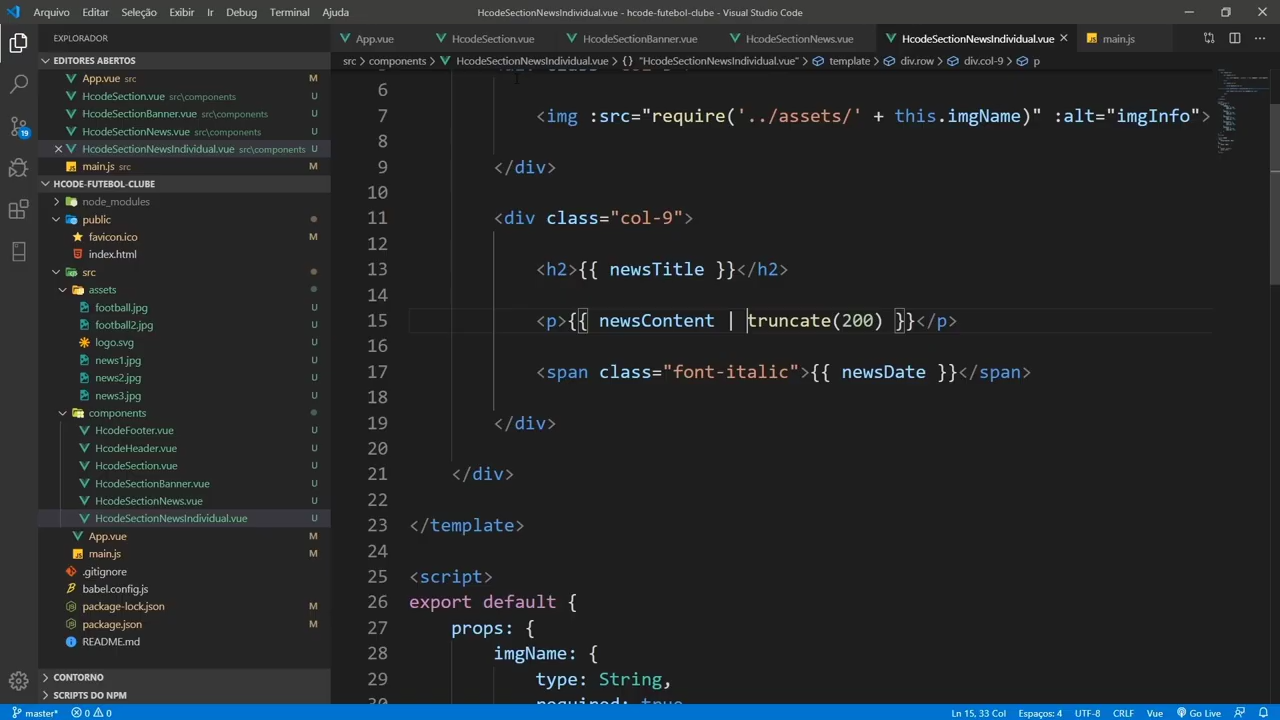 Arquivo Editar Seleção Exibir Ir Debug Terminal Ajuda HcodeSectionNewsIndividual.vue - hcode-futebol-clube - Visual Studio Code
EXPLORADOR
App.vue HcodeSection.vue HcodeSectionBanner.vue HcodeSectionNews.vue HcodeSectionNewsIndividual.vue main.js
src > components > HcodeSectionNewsIndividual.vue > {} "HcodeSectionNewsIndividual.vue" > template > div.row > div.col-9 > p
EDITORES ABERTOS
App.vue src M
HcodeSection.vue src\components U
HcodeSectionBanner.vue src\components U
HcodeSectionNews.vue src\components U
HcodeSectionNewsIndividual.vue src\components U
main.js src M
HCODE-FUTEBOL-CLUBE
node_modules
public
favicon.ico M
index.html
src
assets
football.jpg U
football2.jpg U
logo.svg U
news1.jpg U
news2.jpg U
news3.jpg U
components
HcodeFooter.vue U
HcodeHeader.vue U
HcodeSection.vue U
HcodeSectionBanner.vue U
HcodeSectionNews.vue U
HcodeSectionNewsIndividual.vue U
App.vue M
main.js M
.gitignore
babel.config.js
package-lock.json M
package.json M
README.md
CONTORNO
SCRIPTS DO NPM
19
6
7 <img :src="require('../assets/' + this.imgName)" :alt="imgInfo">
8
9 </div>
10
11 <div class="col-9">
12
13 <h2>{{ newsTitle }}</h2>
14
15 <p>{{ newsContent | truncate(200) }}</p>
16
17 <span class="font-italic">{{ newsDate }}</span>
18
19 </div>
20
21 </div>
22
23 </template>
24
25 <script>
26 export default {
27 props: {
28 imgName: {
29 type: String,
30 required: true
master* 0 0 Ln 15, 33 Col Espaços: 4 UTF-8 CRLF Vue Go Live